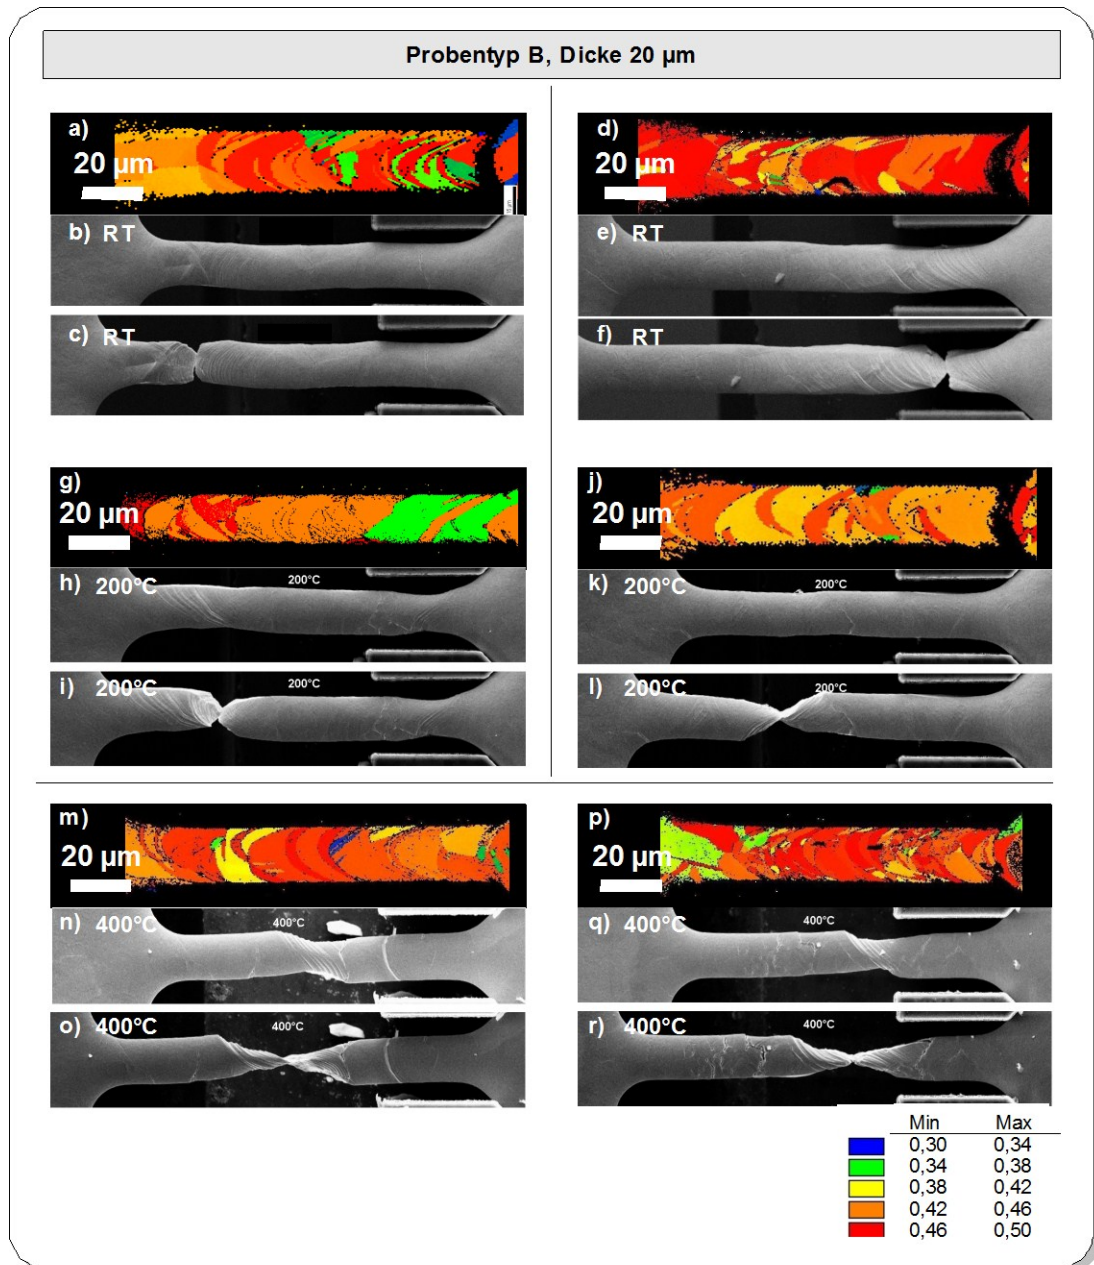 Probentyp B, Dicke 20 µm
a)
20 µm
b) RT
c) RT
d)
20 µm
e) RT
f) RT
g)
20 µm
h) 200°C
200°C
i) 200°C
200°C
j)
20 µm
k) 200°C
200°C
l) 200°C
200°C
m)
20 µm
n) 400°C
400°C
o) 400°C
400°C
p)
20 µm
q) 400°C
400°C
r) 400°C
400°C
Min Max
0,30 0,34
0,34 0,38
0,38 0,42
0,42 0,46
0,46 0,50